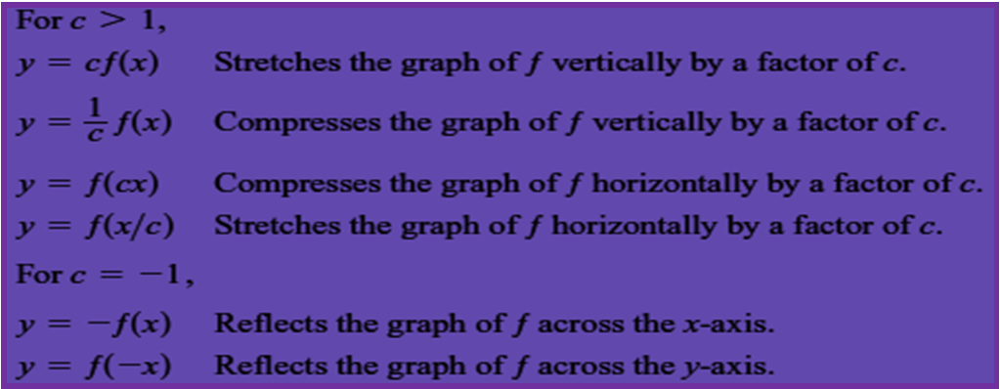 For c > 1,
y = cf(x) Stretches the graph of f vertically by a factor of c.
y = 1/c f(x) Compresses the graph of f vertically by a factor of c.
y = f(cx) Compresses the graph of f horizontally by a factor of c.
y = f(x/c) Stretches the graph of f horizontally by a factor of c.
For c = −1,
y = −f(x) Reflects the graph of f across the x-axis.
y = f(−x) Reflects the graph of f across the y-axis.